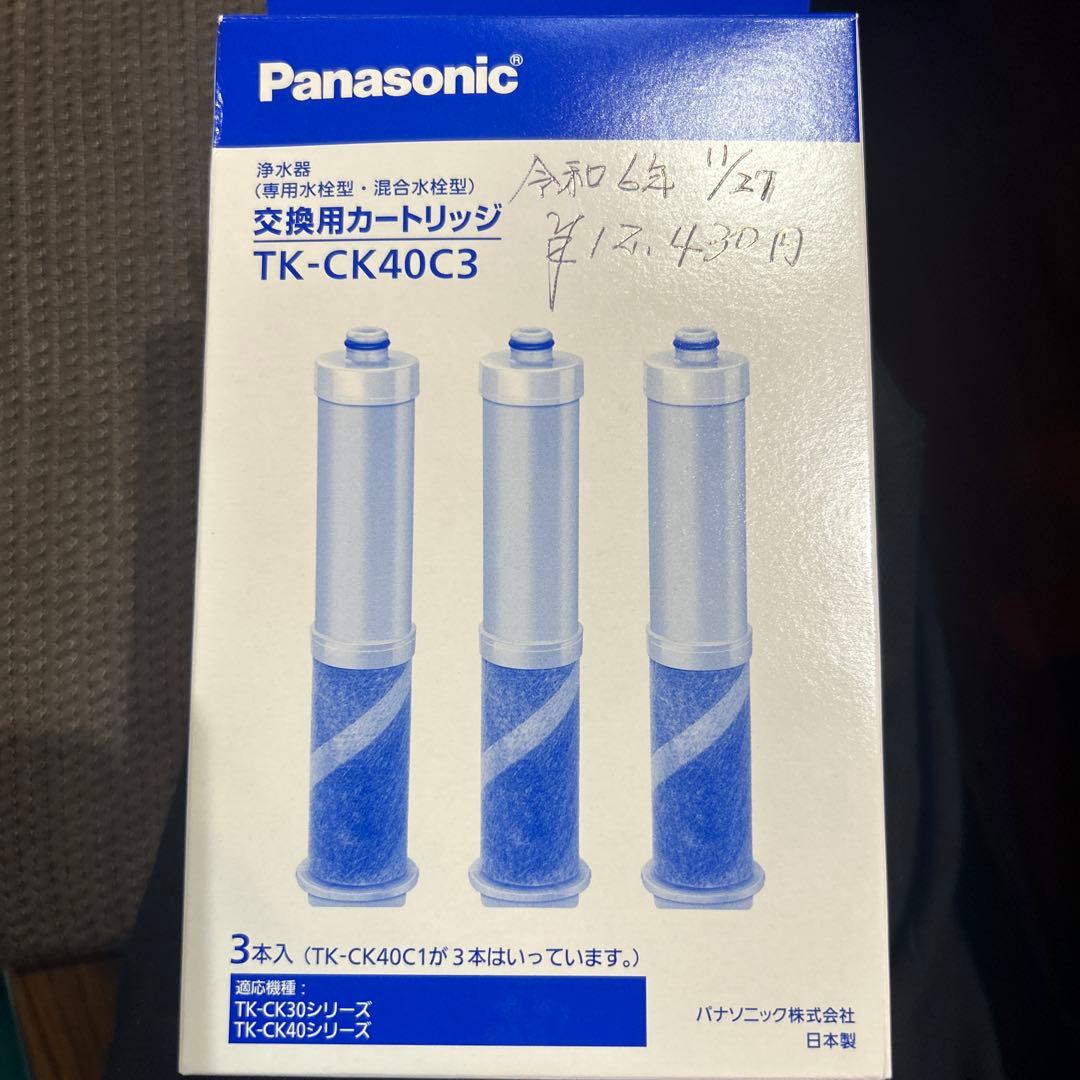 Panasonic®
浄水器
(専用水栓型・混合水栓型)
交換用カートリッジ
TK-CK40C3
令和6年 11/27
430円
3本入 (TK-CK40C1が3本はいっています。)
適応機種:
TK-CK30シリーズ
TK-CK40シリーズ
パナソニック株式会社
日本製